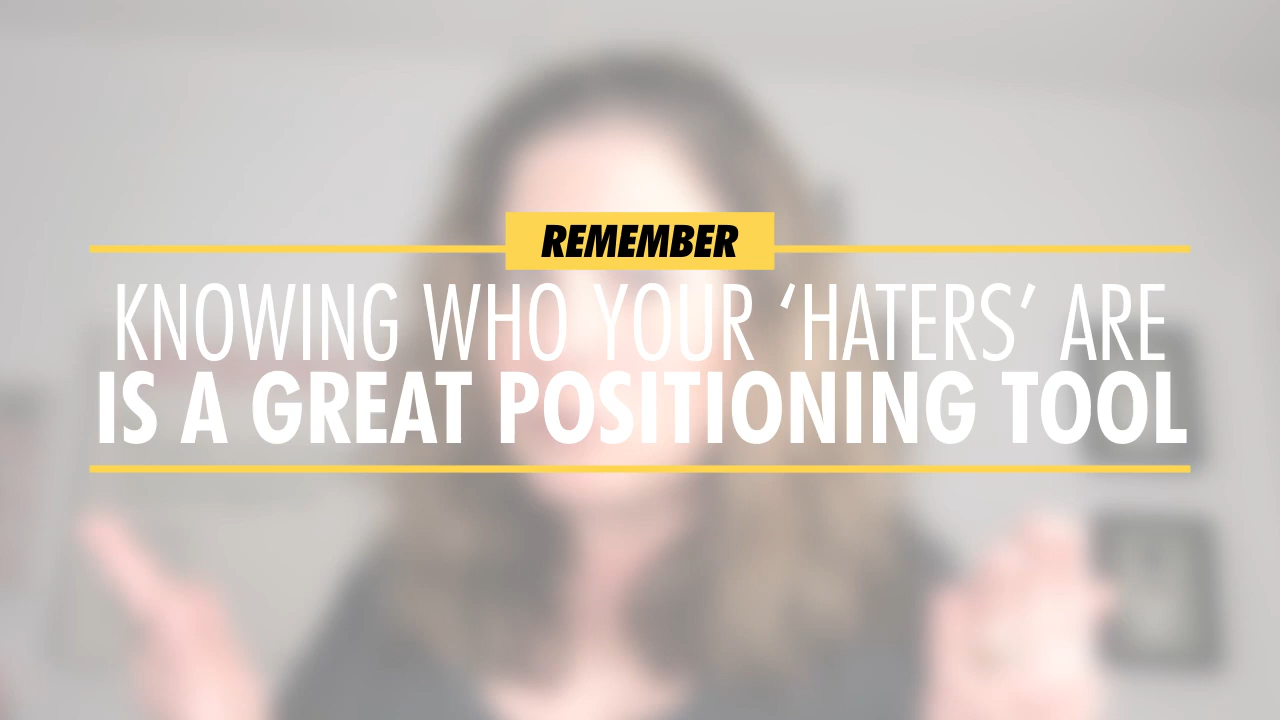 REMEMBER
KNOWING WHO YOUR ‘HATERS’ ARE
IS A GREAT POSITIONING TOOL